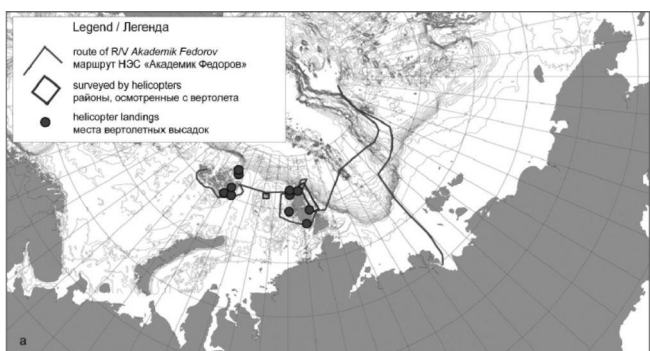 Legend / Легенда
route of R/V Akademik Fedorov
маршрут НЭС «Академик Федоров»
surveyed by helicopters
районы, осмотренные с вертолета
helicopter landings
места вертолетных высадок
a